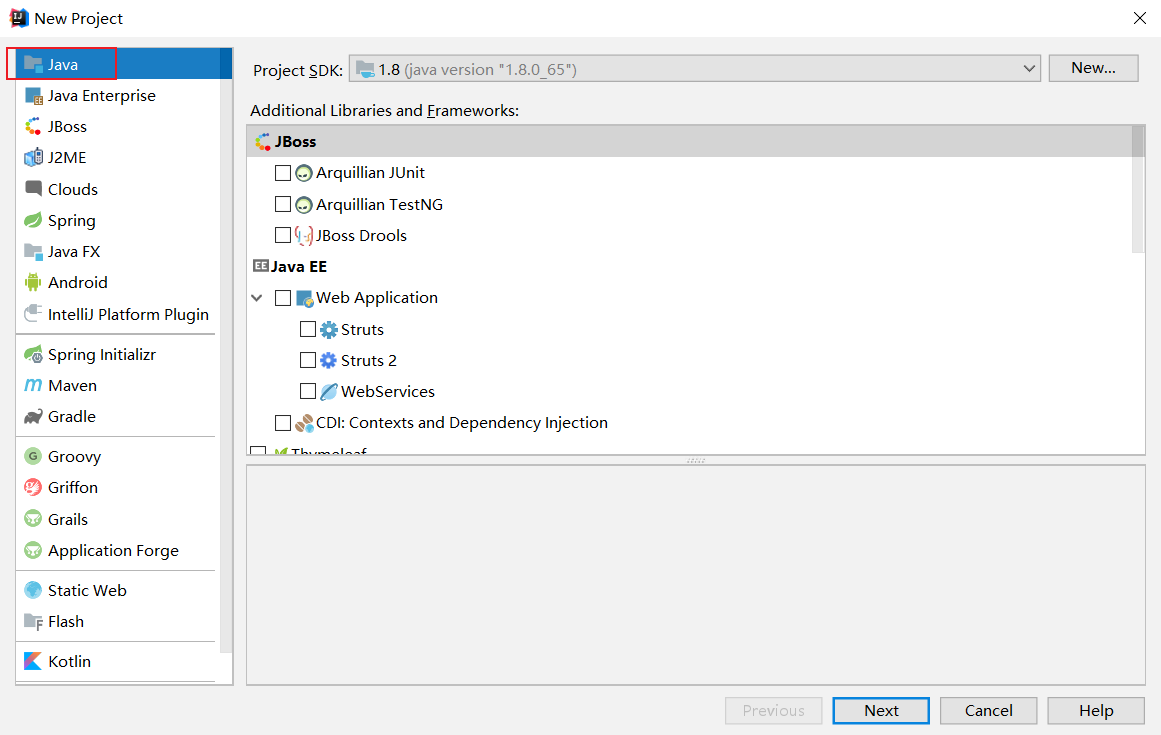 New Project
Java
Java Enterprise
JBoss
J2ME
Clouds
Spring
Java FX
Android
IntelliJ Platform Plugin
Spring Initializr
Maven
Gradle
Groovy
Griffon
Grails
Application Forge
Static Web
Flash
Kotlin
Project SDK: 1.8 (java version "1.8.0_65") New...
Additional Libraries and Frameworks:
JBoss
Arquillian JUnit
Arquillian TestNG
JBoss Drools
Java EE
Web Application
Struts
Struts 2
WebServices
CDI: Contexts and Dependency Injection
Thymeleaf
Previous Next Cancel Help